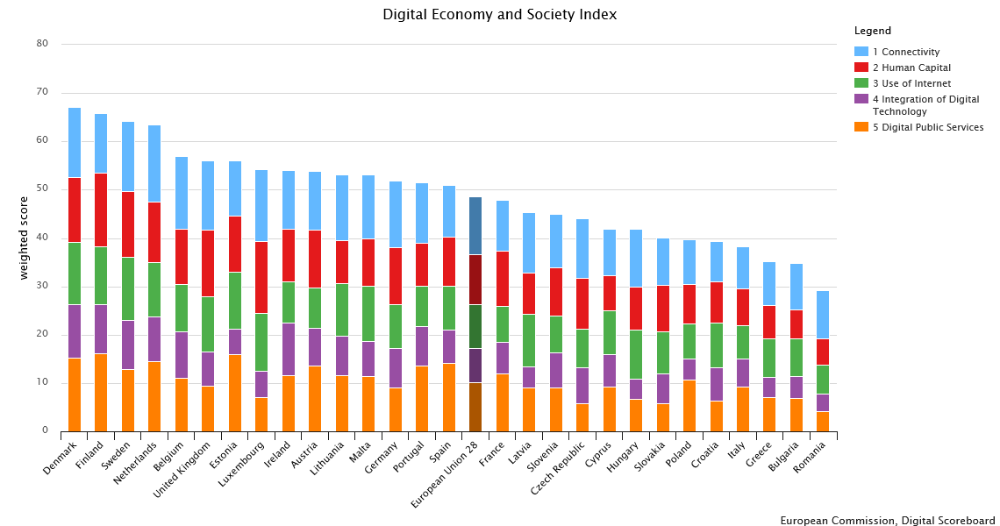 Digital Economy and Society Index
Legend
1 Connectivity
2 Human Capital
3 Use of Internet
4 Integration of Digital
Technology
5 Digital Public Services
weighted score
80
70
60
50
40
30
20
10
0
Denmark
Finland
Sweden
Netherlands
Belgium
United Kingdom
Estonia
Luxembourg
Ireland
Austria
Lithuania
Malta
Germany
Portugal
Spain
European Union 28
France
Latvia
Slovenia
Czech Republic
Cyprus
Hungary
Slovakia
Poland
Croatia
Italy
Greece
Bulgaria
Romania
European Commission, Digital Scoreboard